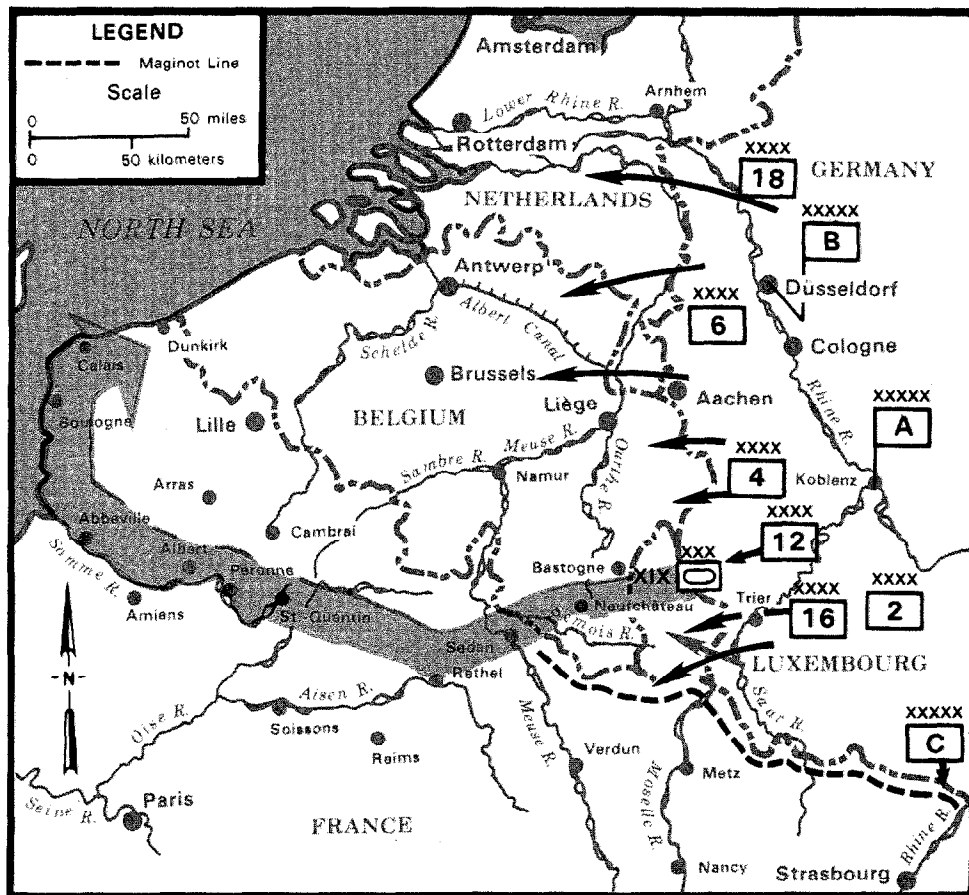 LEGEND
Maginot Line
Scale
0 50 miles
0 50 kilometers
Amsterdam
Lower Rhine R.
Arnhem
Rotterdam
XXXX
18
GERMANY
NETHERLANDS
NORTH SEA
XXXXX
B
Antwerp
Düsseldorf
XXXX
6
Albert Canal
Schelde R.
Dunkirk
Calais
Cologne
Brussels
Aachen
Rhine R.
XXXXX
A
Boulogne
Lille
BELGIUM
Liège
Meuse R.
Sambre R.
Namur
Ourthe R.
XXXX
4
Koblenz
Arras
Abbeville
Cambrai
XXXX
12
Albert
Bastogne
XXX
XIX
Somme R.
Peronne
Amiens
St. Quentin
Neufchâteau
Trier
XXXX
16
2
Sedan
Semois R.
LUXEMBOURG
N
Rethel
Aisen R.
Oise R.
Soissons
Meuse R.
Saar R.
XXXXX
C
Reims
Verdun
Metz
Moselle R.
Seine R.
Paris
FRANCE
Nancy
Strasbourg
Rhine R.